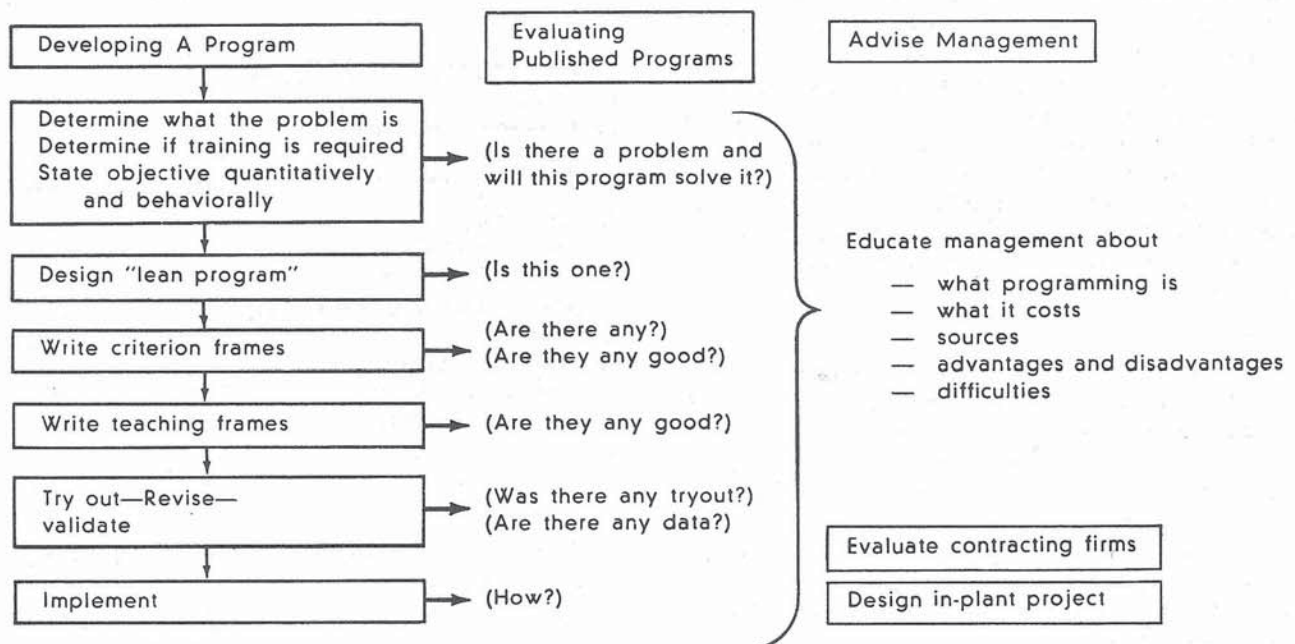 Developing A Program
Determine what the problem is
Determine if training is required
State objective quantitatively
and behaviorally
Design "lean program"
Write criterion frames
Write teaching frames
Try out—Revise—
validate
Implement
Evaluating
Published Programs
(Is there a problem and
will this program solve it?)
(Is this one?)
(Are there any?)
(Are they any good?)
(Are they any good?)
(Was there any tryout?)
(Are there any data?)
(How?)
Advise Management
Educate management about
— what programming is
— what it costs
— sources
— advantages and disadvantages
— difficulties
Evaluate contracting firms
Design in-plant project